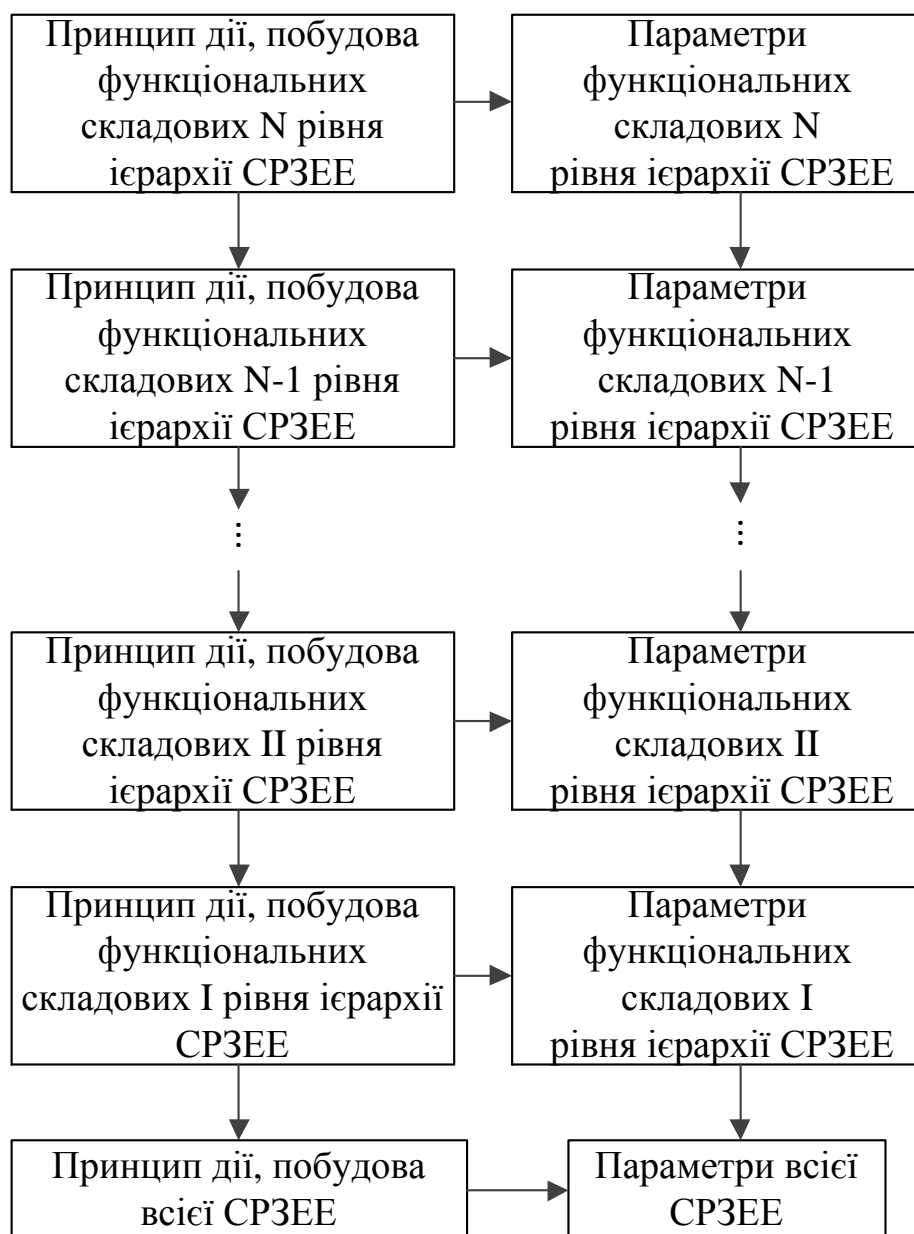 Принцип дії, побудова
функціональних
складових N рівня
ієрархії СРЗЕЕ
Параметри
функціональних
складових N
рівня ієрархії СРЗЕЕ
Принцип дії, побудова
функціональних
складових N-1 рівня
ієрархії СРЗЕЕ
Параметри
функціональних
складових N-1
рівня ієрархії СРЗЕЕ
...
...
Принцип дії, побудова
функціональних
складових II рівня
ієрархії СРЗЕЕ
Параметри
функціональних
складових II
рівня ієрархії СРЗЕЕ
Принцип дії, побудова
функціональних
складових I рівня ієрархії
СРЗЕЕ
Параметри
функціональних
складових I
рівня ієрархії СРЗЕЕ
Принцип дії, побудова
всієї СРЗЕЕ
Параметри всієї
СРЗЕЕ